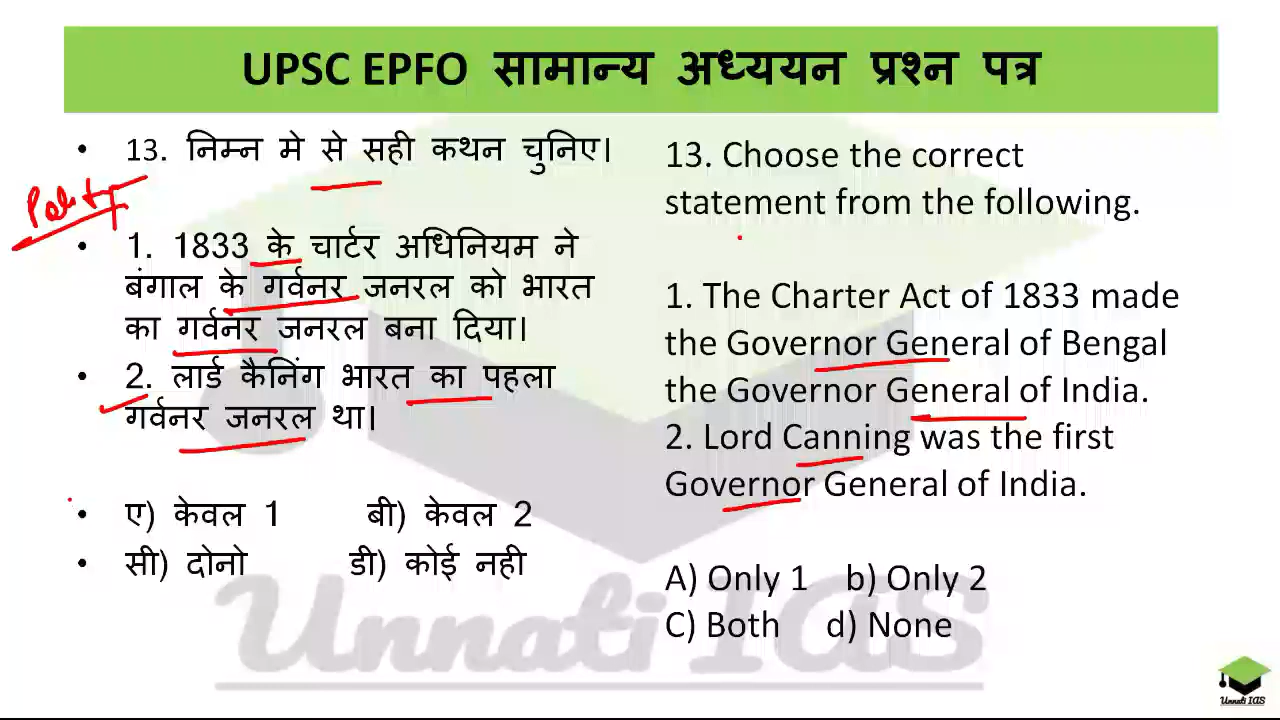 UPSC EPFO सामान्य अध्ययन प्रश्न पत्र
• 13. निम्न मे से सही कथन चुनिए।
Polity
• 1. 1833 के चार्टर अधिनियम ने
बंगाल के गर्वनर जनरल को भारत
का गर्वनर जनरल बना दिया।
• 2. लार्ड कैनिंग भारत का पहला
गर्वनर जनरल था।
• ए) केवल 1 बी) केवल 2
• सी) दोनो डी) कोई नही
13. Choose the correct
statement from the following.
1. The Charter Act of 1833 made
the Governor General of Bengal
the Governor General of India.
2. Lord Canning was the first
Governor General of India.
A) Only 1 b) Only 2
C) Both d) None
Unnati IAS
Unnati IAS